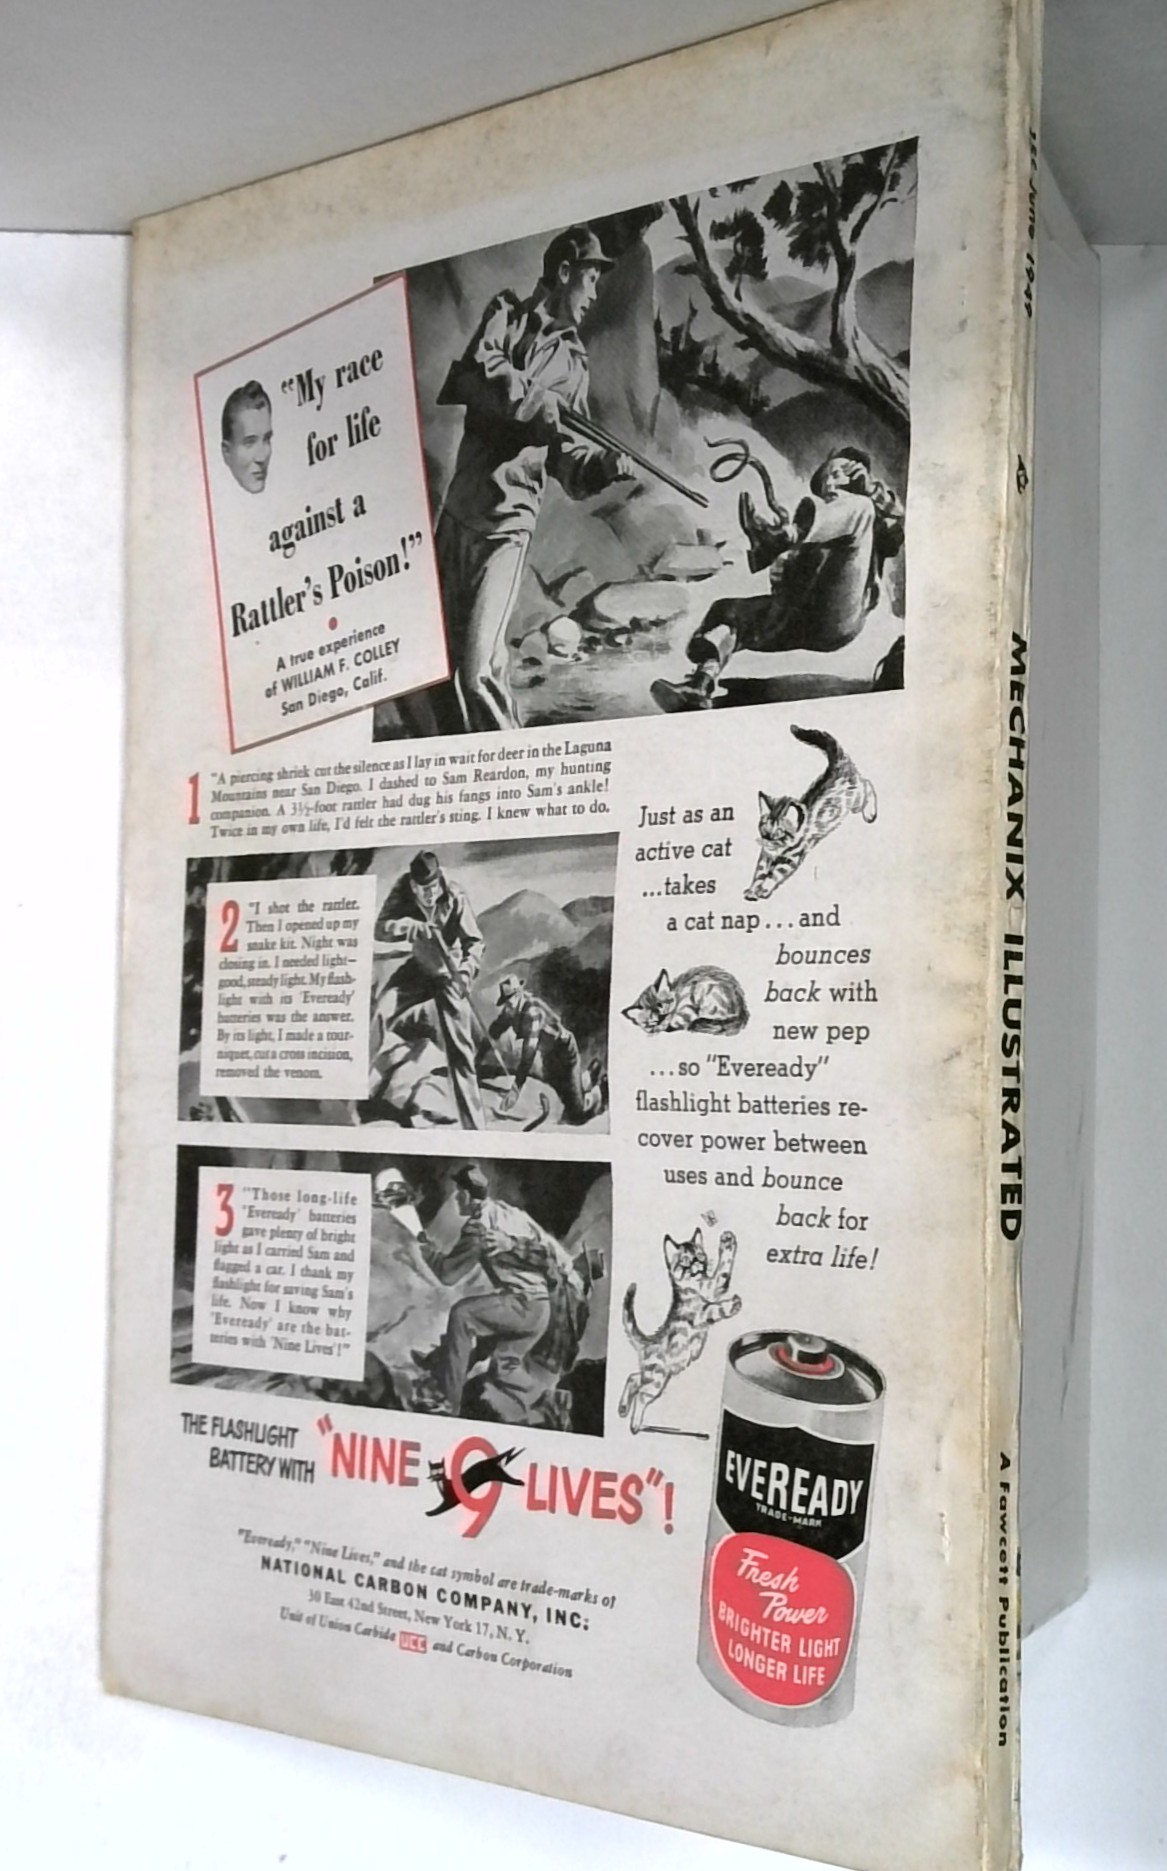 "My race
for life
against a
Rattler's Poison!"
A true experience
of WILLIAM F. COLLEY
San Diego, Calif.
1 "A piercing shriek cut the silence as I lay in wait for deer in the Laguna
Mountains near San Diego. I dashed to Sam Reardon, my hunting
companion. A 3½-foot rattler had dug his fangs into Sam's ankle!
Twice in my own life, I'd felt the rattler's sting. I knew what to do.
2 "I shot the rattler.
Then I opened up my
snake kit. Night was
closing in. I needed light—
good, steady light. My flash-
light with its 'Eveready'
batteries was the answer.
By its light, I made a tour-
niquet, cut a cross incision,
removed the venom.
3 "Those long-life
'Eveready' batteries
gave plenty of bright
light as I carried Sam and
flagged a car. I thank my
flashlight for saving Sam's
life. Now I know why
'Eveready' are the bat-
teries with 'Nine Lives'!"
Just as an
active cat
...takes
a cat nap...and
bounces
back with
new pep
...so "Eveready"
flashlight batteries re-
cover power between
uses and bounce
back for
extra life!
THE FLASHLIGHT
BATTERY WITH
"NINE 9 LIVES"!
"Eveready," "Nine Lives," and the cat symbol are trade-marks of
NATIONAL CARBON COMPANY, INC.
30 East 42nd Street, New York 17, N. Y.
Unit of Union Carbide UCC and Carbon Corporation
EVEREADY
TRADE-MARK
Fresh
Power
BRIGHTER LIGHT
LONGER LIFE
June 1949
MECHANIX ILLUSTRATED
A Fawcett Publication